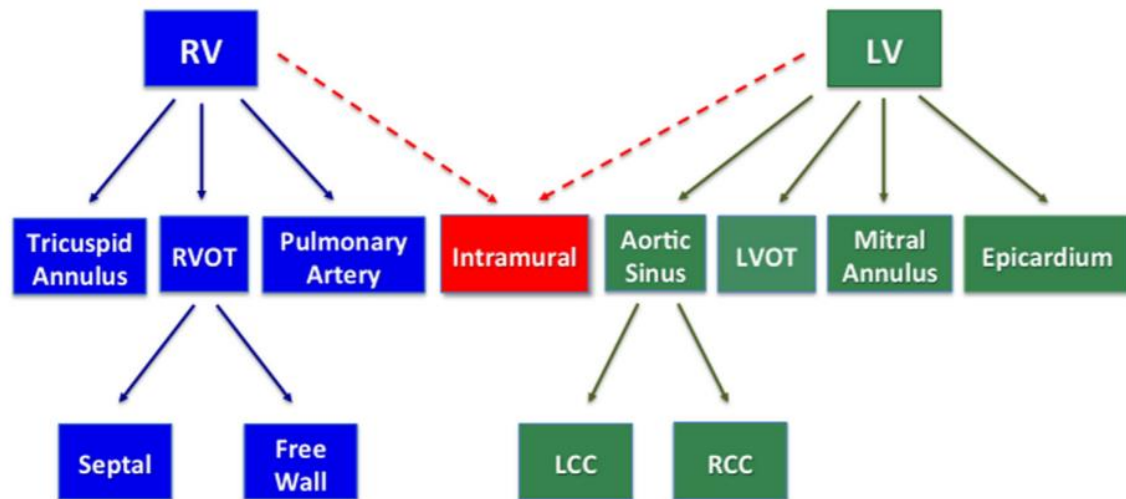 RV
LV
Tricuspid
Annulus
RVOT
Pulmonary
Artery
Intramural
Aortic
Sinus
LVOT
Mitral
Annulus
Epicardium
Septal
Free
Wall
LCC
RCC